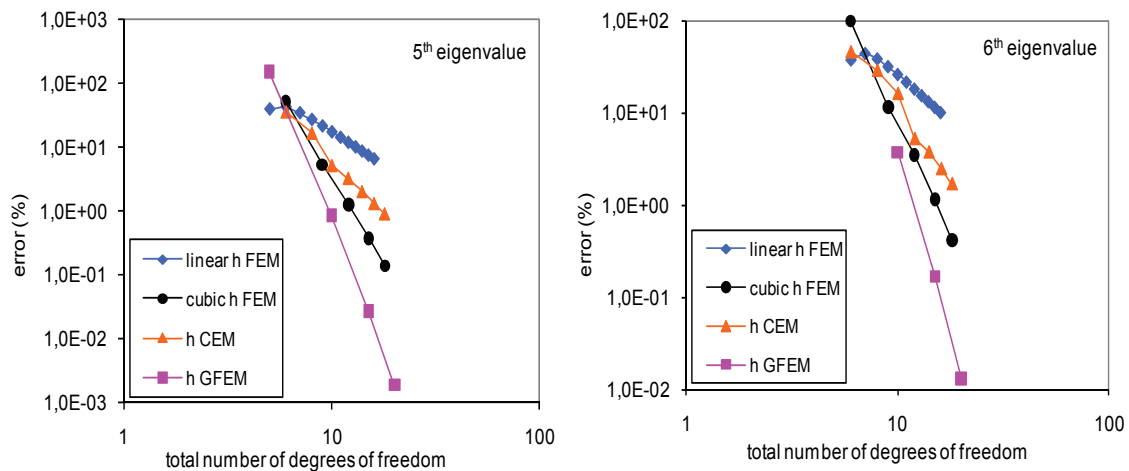 1,0E+03
1,0E+02
1,0E+01
1,0E+00
1,0E-01
1,0E-02
1,0E-03
error (%)
5th eigenvalue
linear h FEM
cubic h FEM
h CEM
h GFEM
1 10 100
total number of degrees of freedom
1,0E+02
1,0E+01
1,0E+00
1,0E-01
1,0E-02
error (%)
6th eigenvalue
linear h FEM
cubic h FEM
h CEM
h GFEM
1 10 100
total number of degrees of freedom